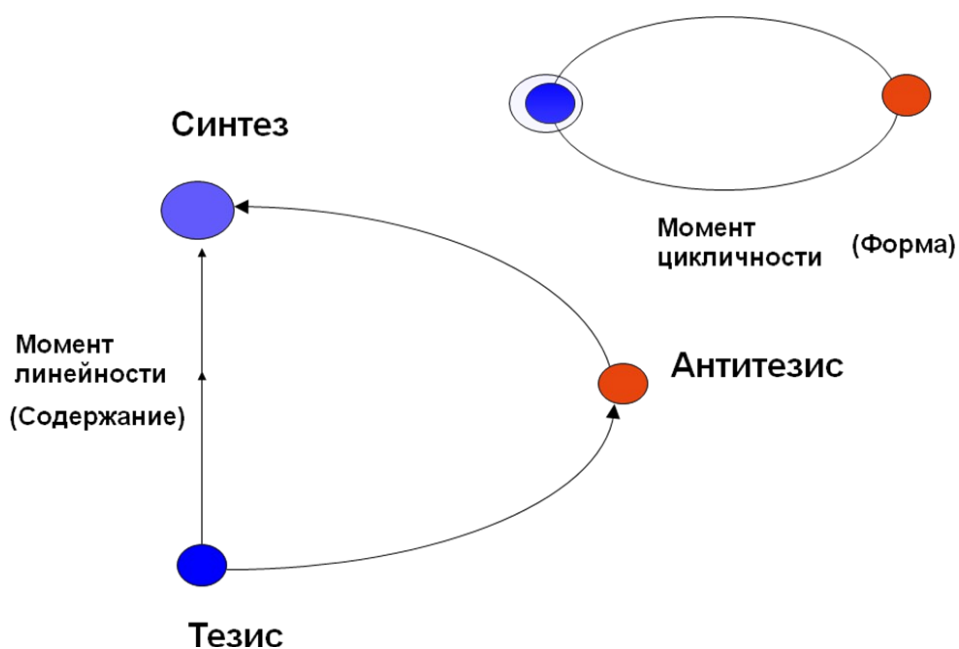 Синтез
Момент
цикличности
(Форма)
Момент
линейности
(Содержание)
Антитезис
Тезис